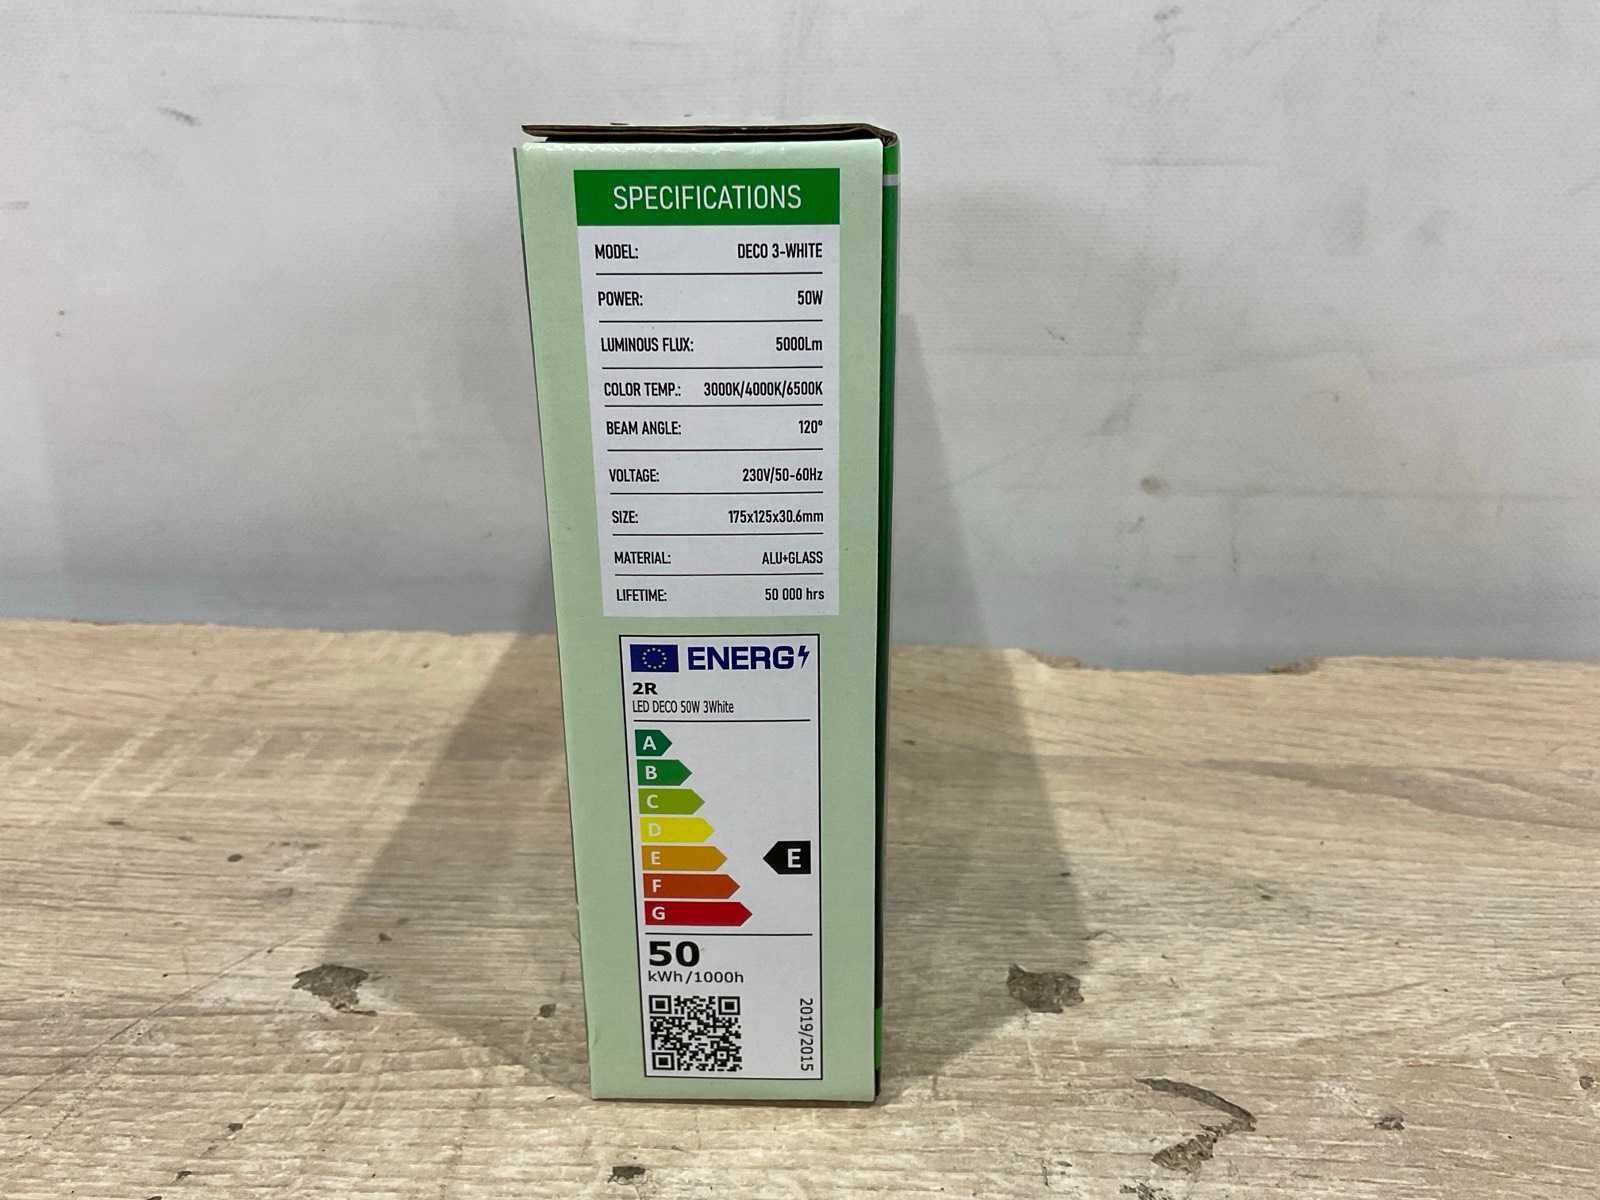 SPECIFICATIONS
MODEL: DECO 3-WHITE
POWER: 50W
LUMINOUS FLUX: 5000Lm
COLOR TEMP.: 3000K/4000K/6500K
BEAM ANGLE: 120°
VOLTAGE: 230V/50-60Hz
SIZE: 175x125x30.6mm
MATERIAL: ALU+GLASS
LIFETIME: 50 000 hrs
ENERG
2R
LED DECO 50W 3White
A
B
C
D
E
E
F
G
50
kWh/1000h
2019/2015